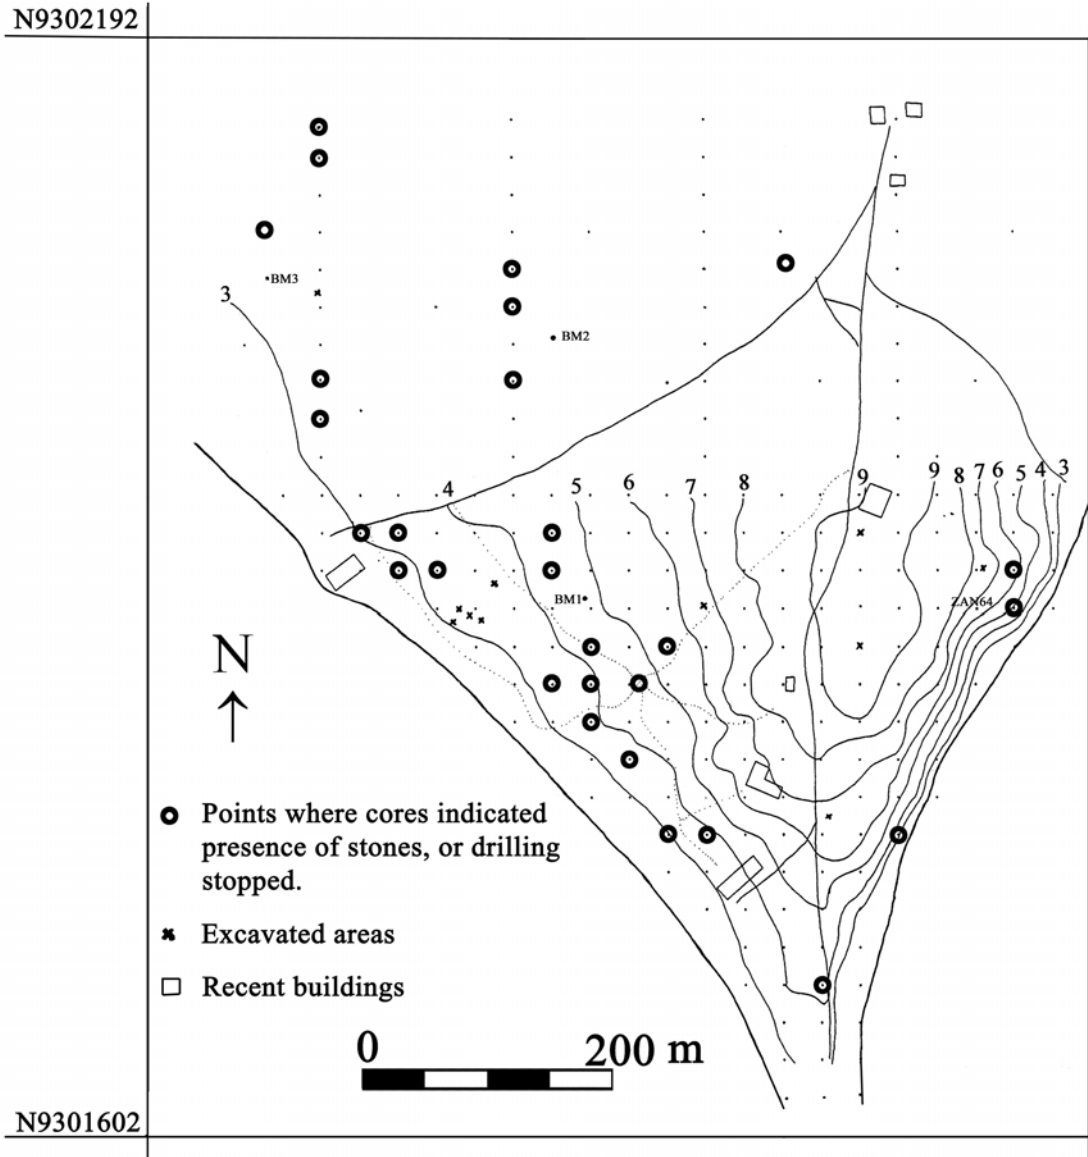 N9302192
BM3
3
BM2
4
5
6
7
8
9
9
8
7
6
5
4
3
BM1
ZAN64
N
Points where cores indicated
presence of stones, or drilling
stopped.
Excavated areas
Recent buildings
0
200 m
N9301602